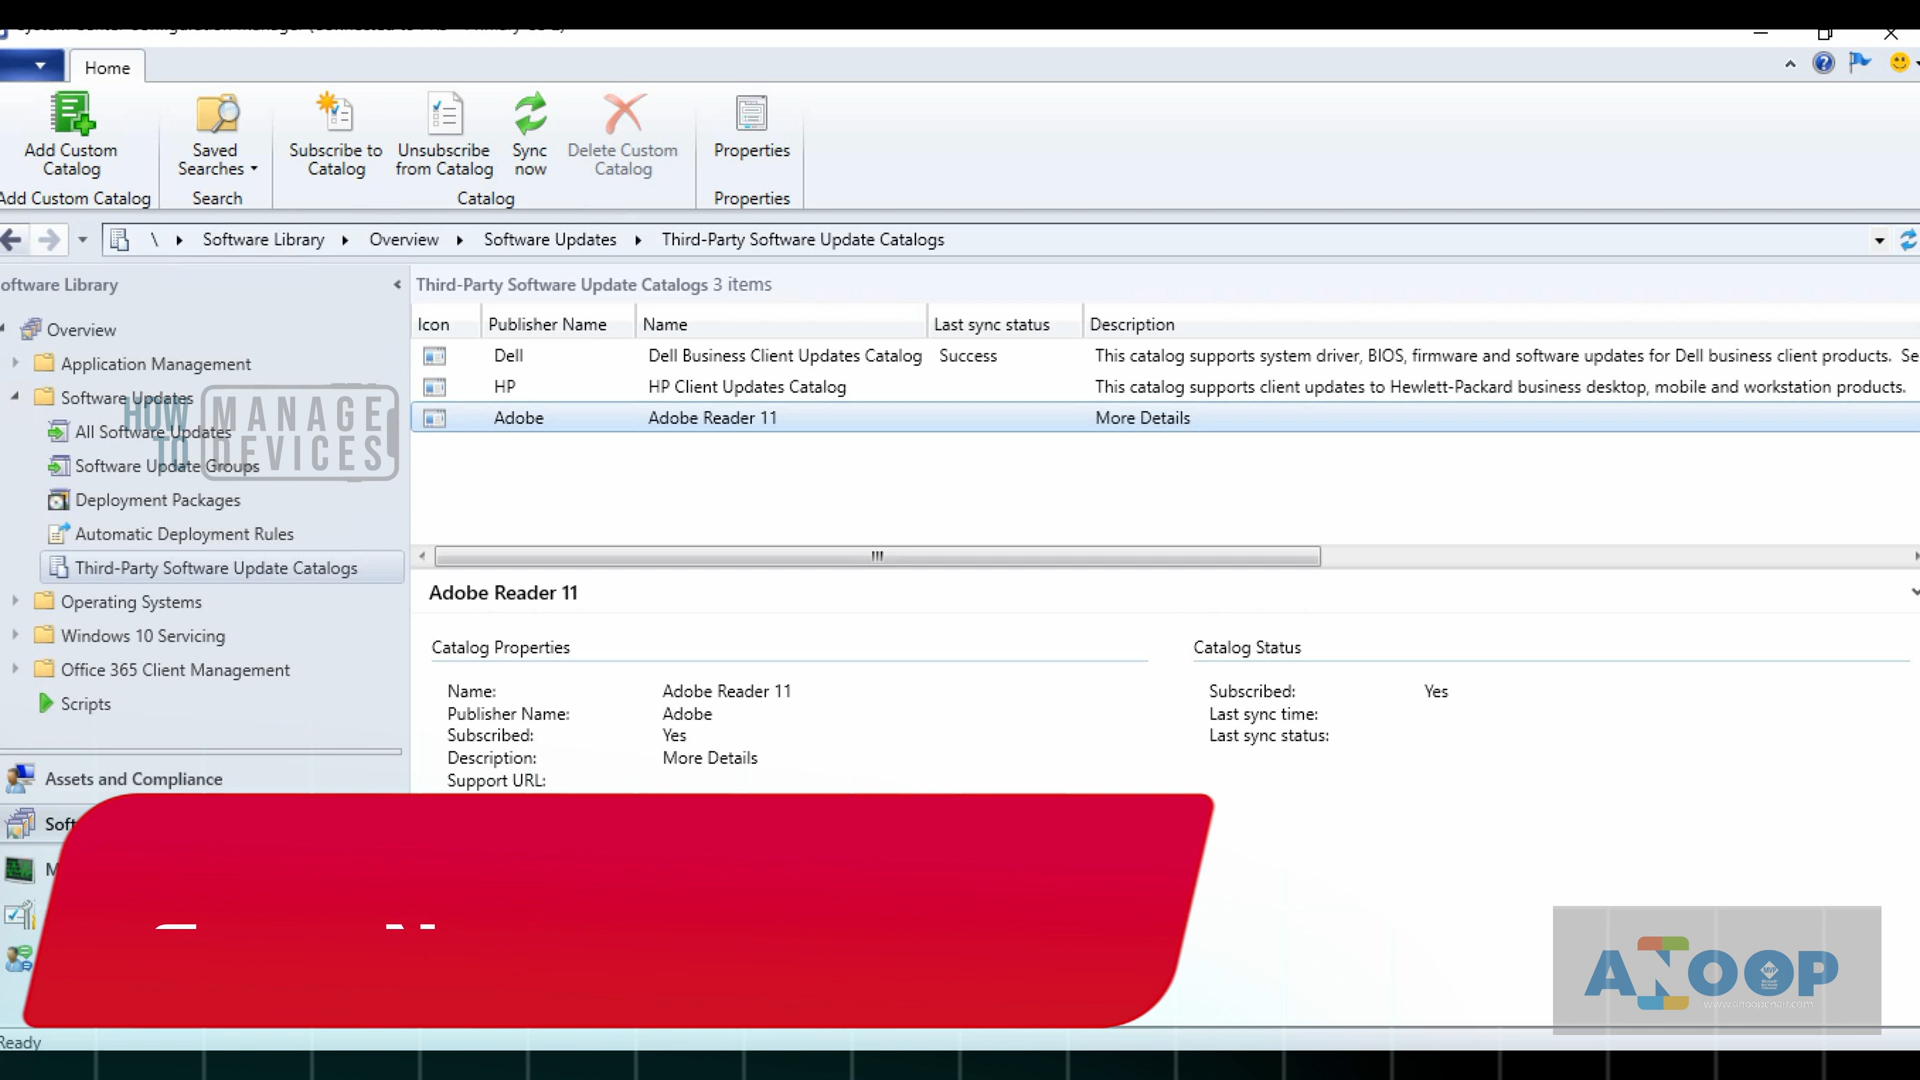 Home
Add Custom Catalog
Saved Searches
Subscribe to Catalog
Unsubscribe from Catalog
Sync now
Delete Custom Catalog
Properties
Add Custom Catalog
Search
Catalog
Properties
\ Software Library Overview Software Updates Third-Party Software Update Catalogs
oftware Library
Overview
Application Management
Software Updates
All Software Updates
Software Update Groups
Deployment Packages
Automatic Deployment Rules
Third-Party Software Update Catalogs
Operating Systems
Windows 10 Servicing
Office 365 Client Management
Scripts
Assets and Compliance
Soft
M
HOW TO MANAGE DEVICES
Third-Party Software Update Catalogs 3 items
Icon Publisher Name Name Last sync status Description
Dell Dell Business Client Updates Catalog Success This catalog supports system driver, BIOS, firmware and software updates for Dell business client products. Se
HP HP Client Updates Catalog This catalog supports client updates to Hewlett-Packard business desktop, mobile and workstation products.
Adobe Adobe Reader 11 More Details
Adobe Reader 11
Catalog Properties
Name: Adobe Reader 11
Publisher Name: Adobe
Subscribed: Yes
Description: More Details
Support URL:
Catalog Status
Subscribed: Yes
Last sync time:
Last sync status:
ANOOP
www.anoopcnair.com
Ready